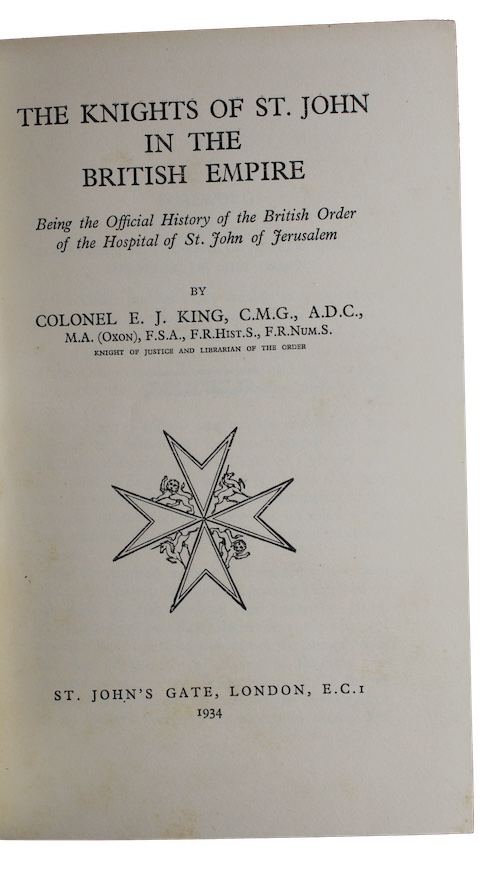 THE KNIGHTS OF ST. JOHN
IN THE
BRITISH EMPIRE
Being the Official History of the British Order
of the Hospital of St. John of Jerusalem
BY
COLONEL E. J. KING, C.M.G., A.D.C.,
M.A. (OXON), F.S.A., F.R.HIST.S., F.R.NUM.S.
KNIGHT OF JUSTICE AND LIBRARIAN OF THE ORDER
ST. JOHN'S GATE, LONDON, E.C.1
1934